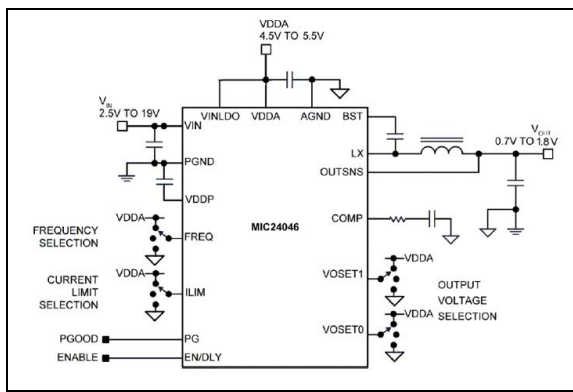 VDDA
4.5V TO 5.5V
VIN
2.5V TO 19V
VINLDO VDDA AGND BST
VIN
LX
VOUT
0.7V TO 1.8V
PGND
OUTSNS
VDDP
COMP
MIC24046
FREQUENCY
SELECTION
VDDA
FREQ
CURRENT
LIMIT
SELECTION
VDDA
ILIM
VOSET1
VDDA
OUTPUT
VOLTAGE
SELECTION
VOSET0
VDDA
PGOOD
PG
ENABLE
EN/DLY